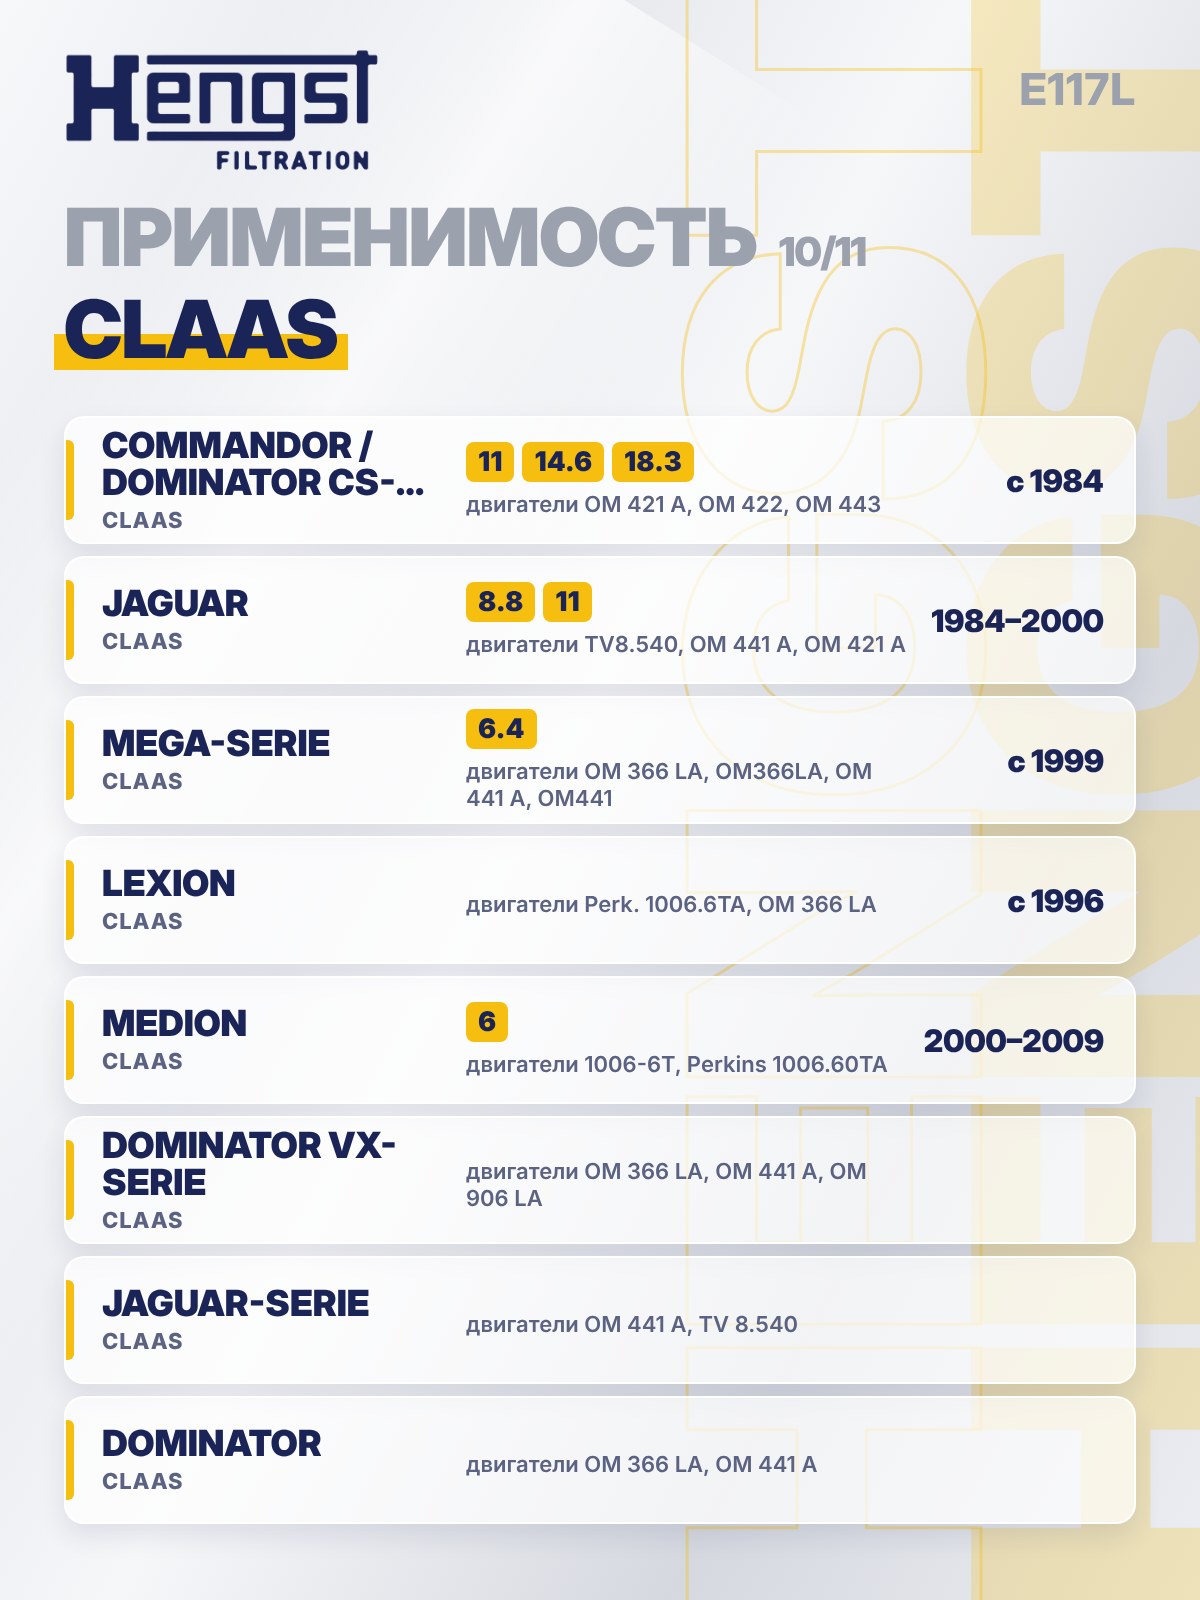 Hengst
FILTRATION
E117L
ПРИМЕНИМОСТЬ 10/11
CLAAS
COMMANDOR /
DOMINATOR CS-...
CLAAS
11 14.6 18.3
двигатели OM 421 A, OM 422, OM 443
с 1984
JAGUAR
CLAAS
8.8 11
двигатели TV8.540, OM 441 A, OM 421 A
1984–2000
MEGA-SERIE
CLAAS
6.4
двигатели OM 366 LA, OM366LA, OM
441 A, OM441
с 1999
LEXION
CLAAS
двигатели Perk. 1006.6TA, OM 366 LA
с 1996
MEDION
CLAAS
6
двигатели 1006-6T, Perkins 1006.60TA
2000–2009
DOMINATOR VX-
SERIE
CLAAS
двигатели OM 366 LA, OM 441 A, OM
906 LA
JAGUAR-SERIE
CLAAS
двигатели OM 441 A, TV 8.540
DOMINATOR
CLAAS
двигатели OM 366 LA, OM 441 A
HENGST
HENGST